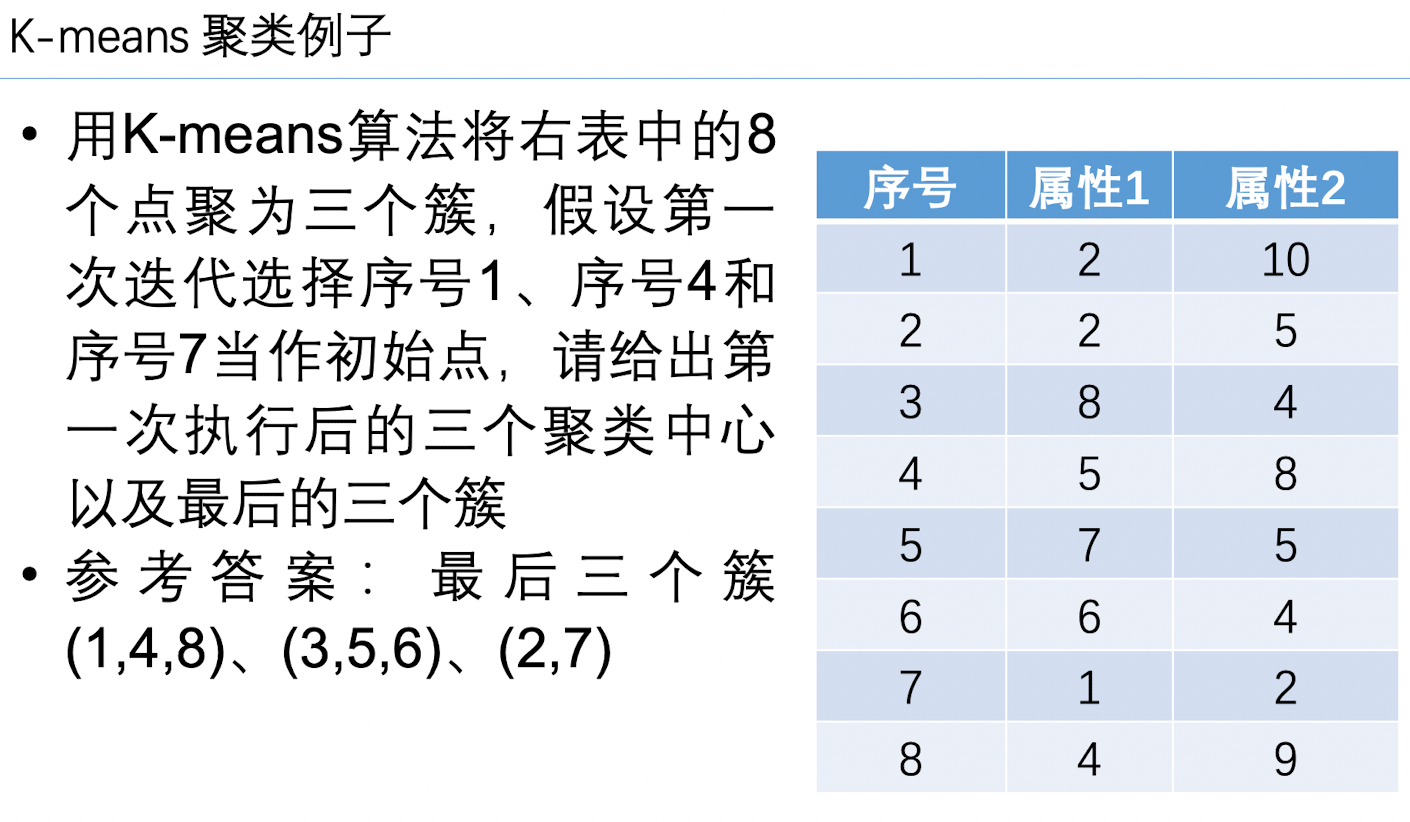 K-means 聚类例子
• 用K-means算法将右表中的8
个点聚为三个簇，假设第一
次迭代选择序号1、序号4和
序号7当作初始点，请给出第
一次执行后的三个聚类中心
以及最后的三个簇
• 参考答案：最后三个簇
(1,4,8)、(3,5,6)、(2,7)
序号 属性1 属性2
1 2 10
2 2 5
3 8 4
4 5 8
5 7 5
6 6 4
7 1 2
8 4 9